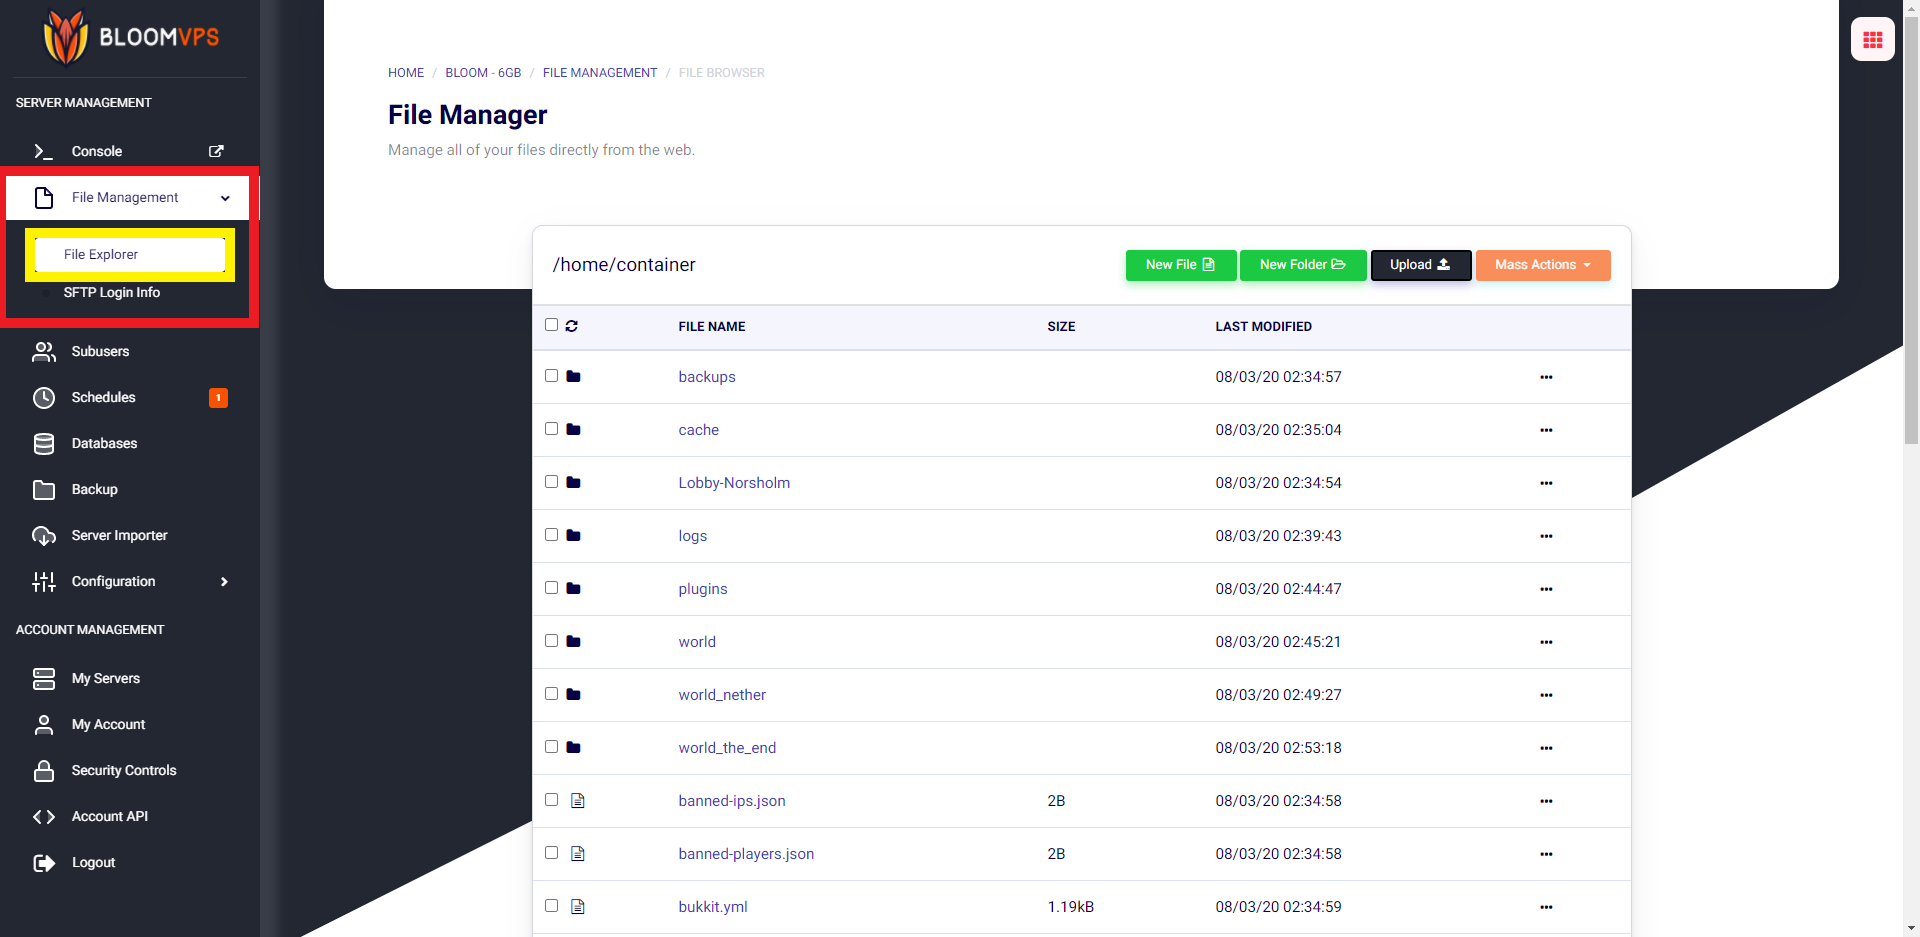 BLOOMVPS
SERVER MANAGEMENT
Console
File Management
File Explorer
SFTP Login Info
Subusers
Schedules 1
Databases
Backup
Server Importer
Configuration
ACCOUNT MANAGEMENT
My Servers
My Account
Security Controls
Account API
Logout
HOME / BLOOM - 6GB / FILE MANAGEMENT / FILE BROWSER
File Manager
Manage all of your files directly from the web.
/home/container New File New Folder Upload Mass Actions
FILE NAME SIZE LAST MODIFIED
backups 08/03/20 02:34:57
cache 08/03/20 02:35:04
Lobby-Norsholm 08/03/20 02:34:54
logs 08/03/20 02:39:43
plugins 08/03/20 02:44:47
world 08/03/20 02:45:21
world_nether 08/03/20 02:49:27
world_the_end 08/03/20 02:53:18
banned-ips.json 2B 08/03/20 02:34:58
banned-players.json 2B 08/03/20 02:34:58
bukkit.yml 1.19kB 08/03/20 02:34:59